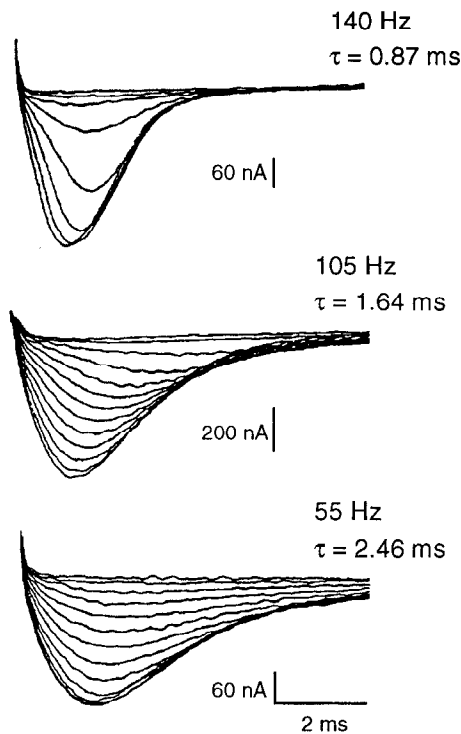 140 Hz
τ = 0.87 ms
60 nA
105 Hz
τ = 1.64 ms
200 nA
55 Hz
τ = 2.46 ms
60 nA
2 ms